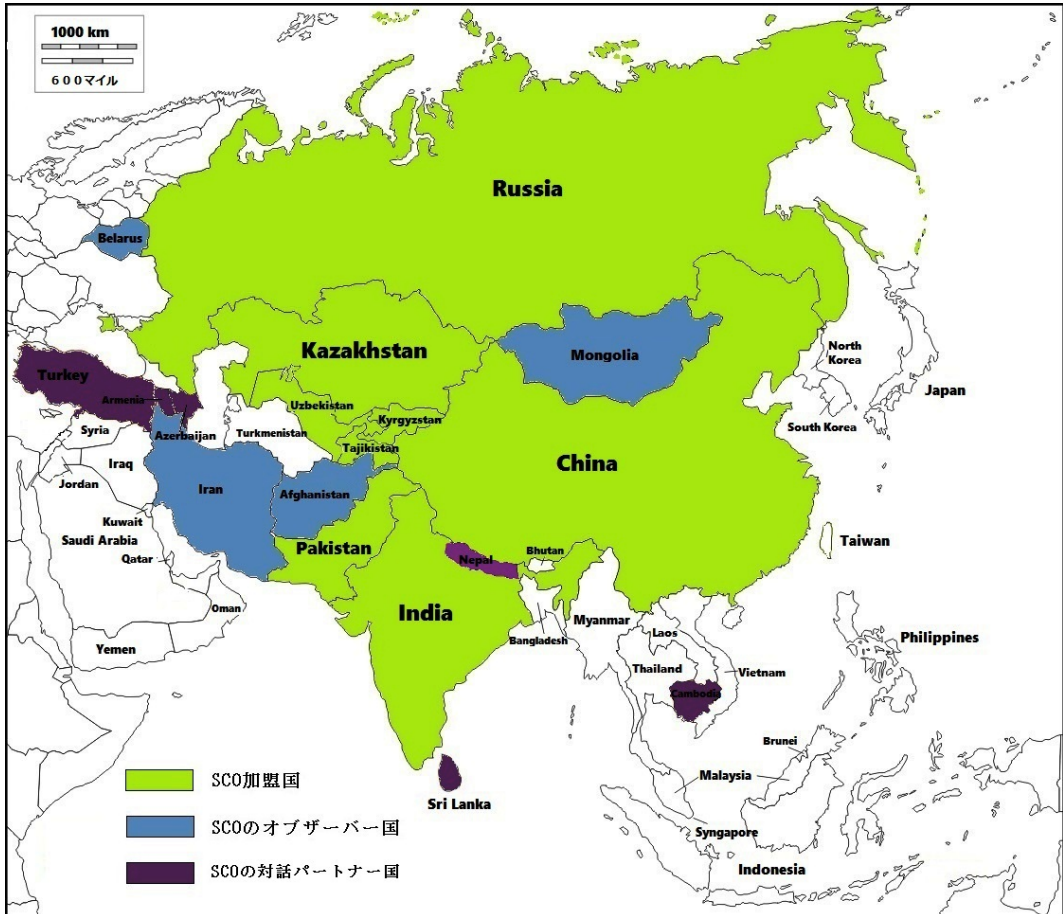 1000 km
600マイル
Russia
Belarus
Kazakhstan
Mongolia
North
Korea
Japan
Turkey
Armenia
Uzbekistan
Kyrgyzstan
South Korea
Syria
Azerbaijan
Turkmenistan
Tajikistan
China
Iraq
Jordan
Iran
Afghanistan
Kuwait
Saudi Arabia
Qatar
Pakistan
Nepal
Bhutan
Taiwan
Oman
India
Bangladesh
Myanmar
Laos
Philippines
Yemen
Thailand
Vietnam
Cambodia
Brunei
Malaysia
SCO加盟国
Sri Lanka
SCOのオブザーバー国
Syngapore
SCOの対話パートナー国
Indonesia